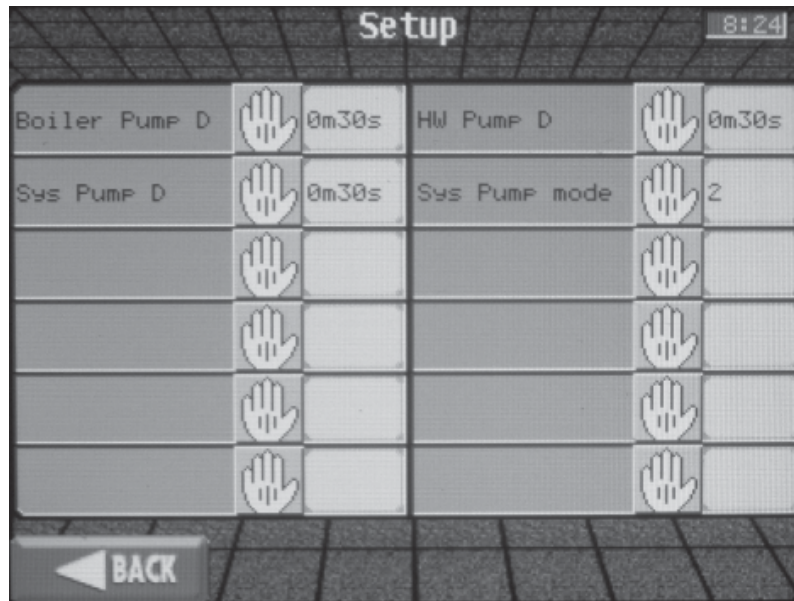 Setup
8:24
Boiler Pump D 0m30s HW Pump D 0m30s
Sys Pump D 0m30s Sys Pump mode 2
BACK